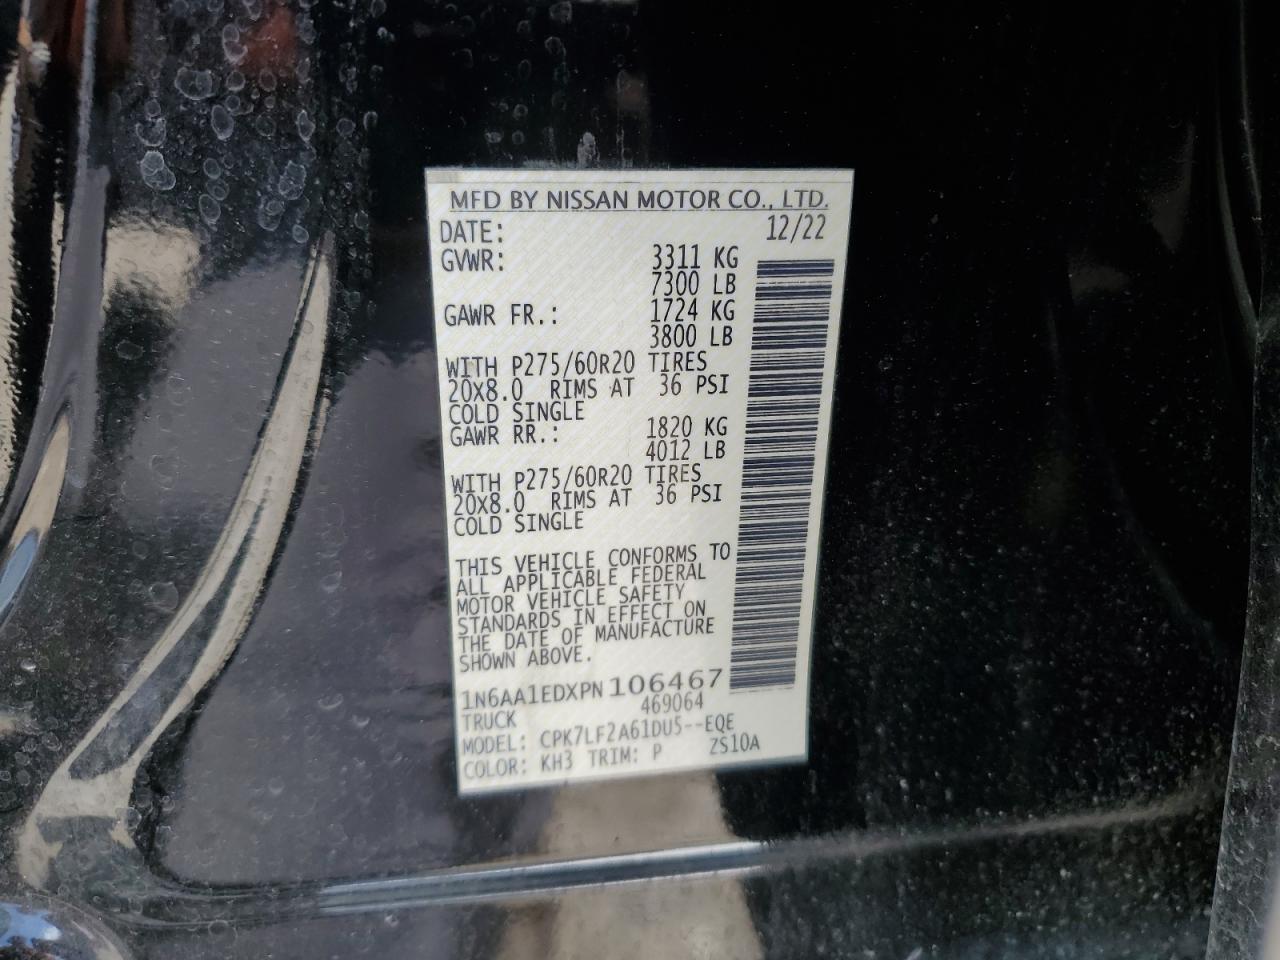 MFD BY NISSAN MOTOR CO., LTD.
DATE: 12/22
GVWR: 3311 KG
7300 LB
GAWR FR.: 1724 KG
3800 LB
WITH P275/60R20 TIRES
20X8.0 RIMS AT 36 PSI
COLD SINGLE
GAWR RR.: 1820 KG
4012 LB
WITH P275/60R20 TIRES
20X8.0 RIMS AT 36 PSI
COLD SINGLE
THIS VEHICLE CONFORMS TO
ALL APPLICABLE FEDERAL
MOTOR VEHICLE SAFETY
STANDARDS IN EFFECT ON
THE DATE OF MANUFACTURE
SHOWN ABOVE.
1N6AA1EDXPN106467
TRUCK 469064
MODEL: CPK7LF2A61DU5--EQE
COLOR: KH3 TRIM: P ZS10A